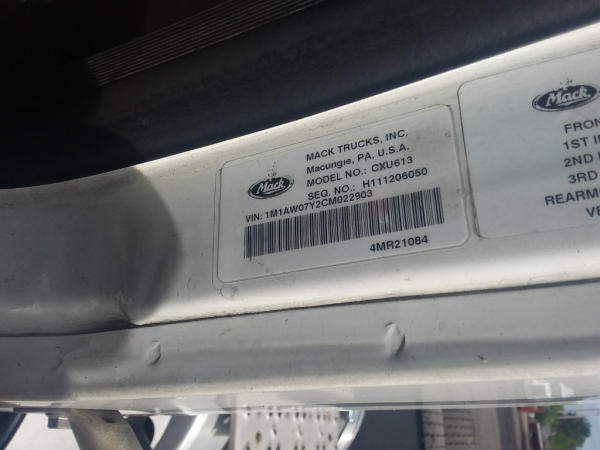 Mack
MACK TRUCKS, INC.
Macungie, PA, U.S.A.
MODEL NO.: CXU613
SEQ. NO.: H111206050
VIN: 1M1AW07Y2CM022903
4MR21084
Mack
FRON
1ST I
2ND
3RD
REARM
VE